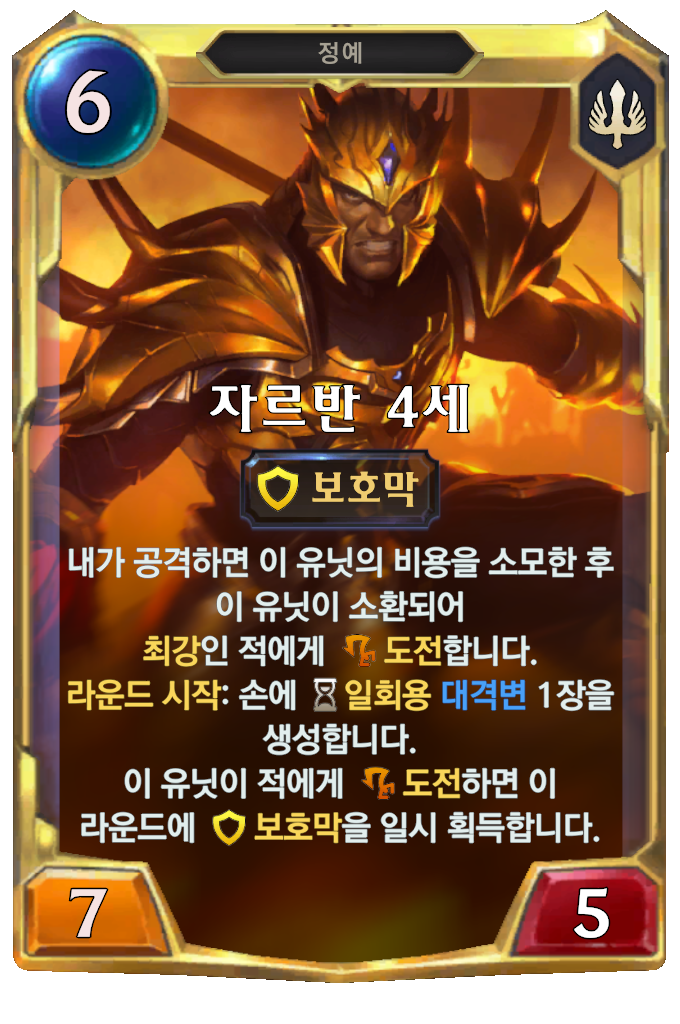 정예
6
자르반 4세
보호막
내가 공격하면 이 유닛의 비용을 소모한 후
이 유닛이 소환되어
최강인 적에게 도전합니다.
라운드 시작: 손에 일회용 대격변 1장을
생성합니다.
이 유닛이 적에게 도전하면 이
라운드에 보호막을 일시 획득합니다.
7
5